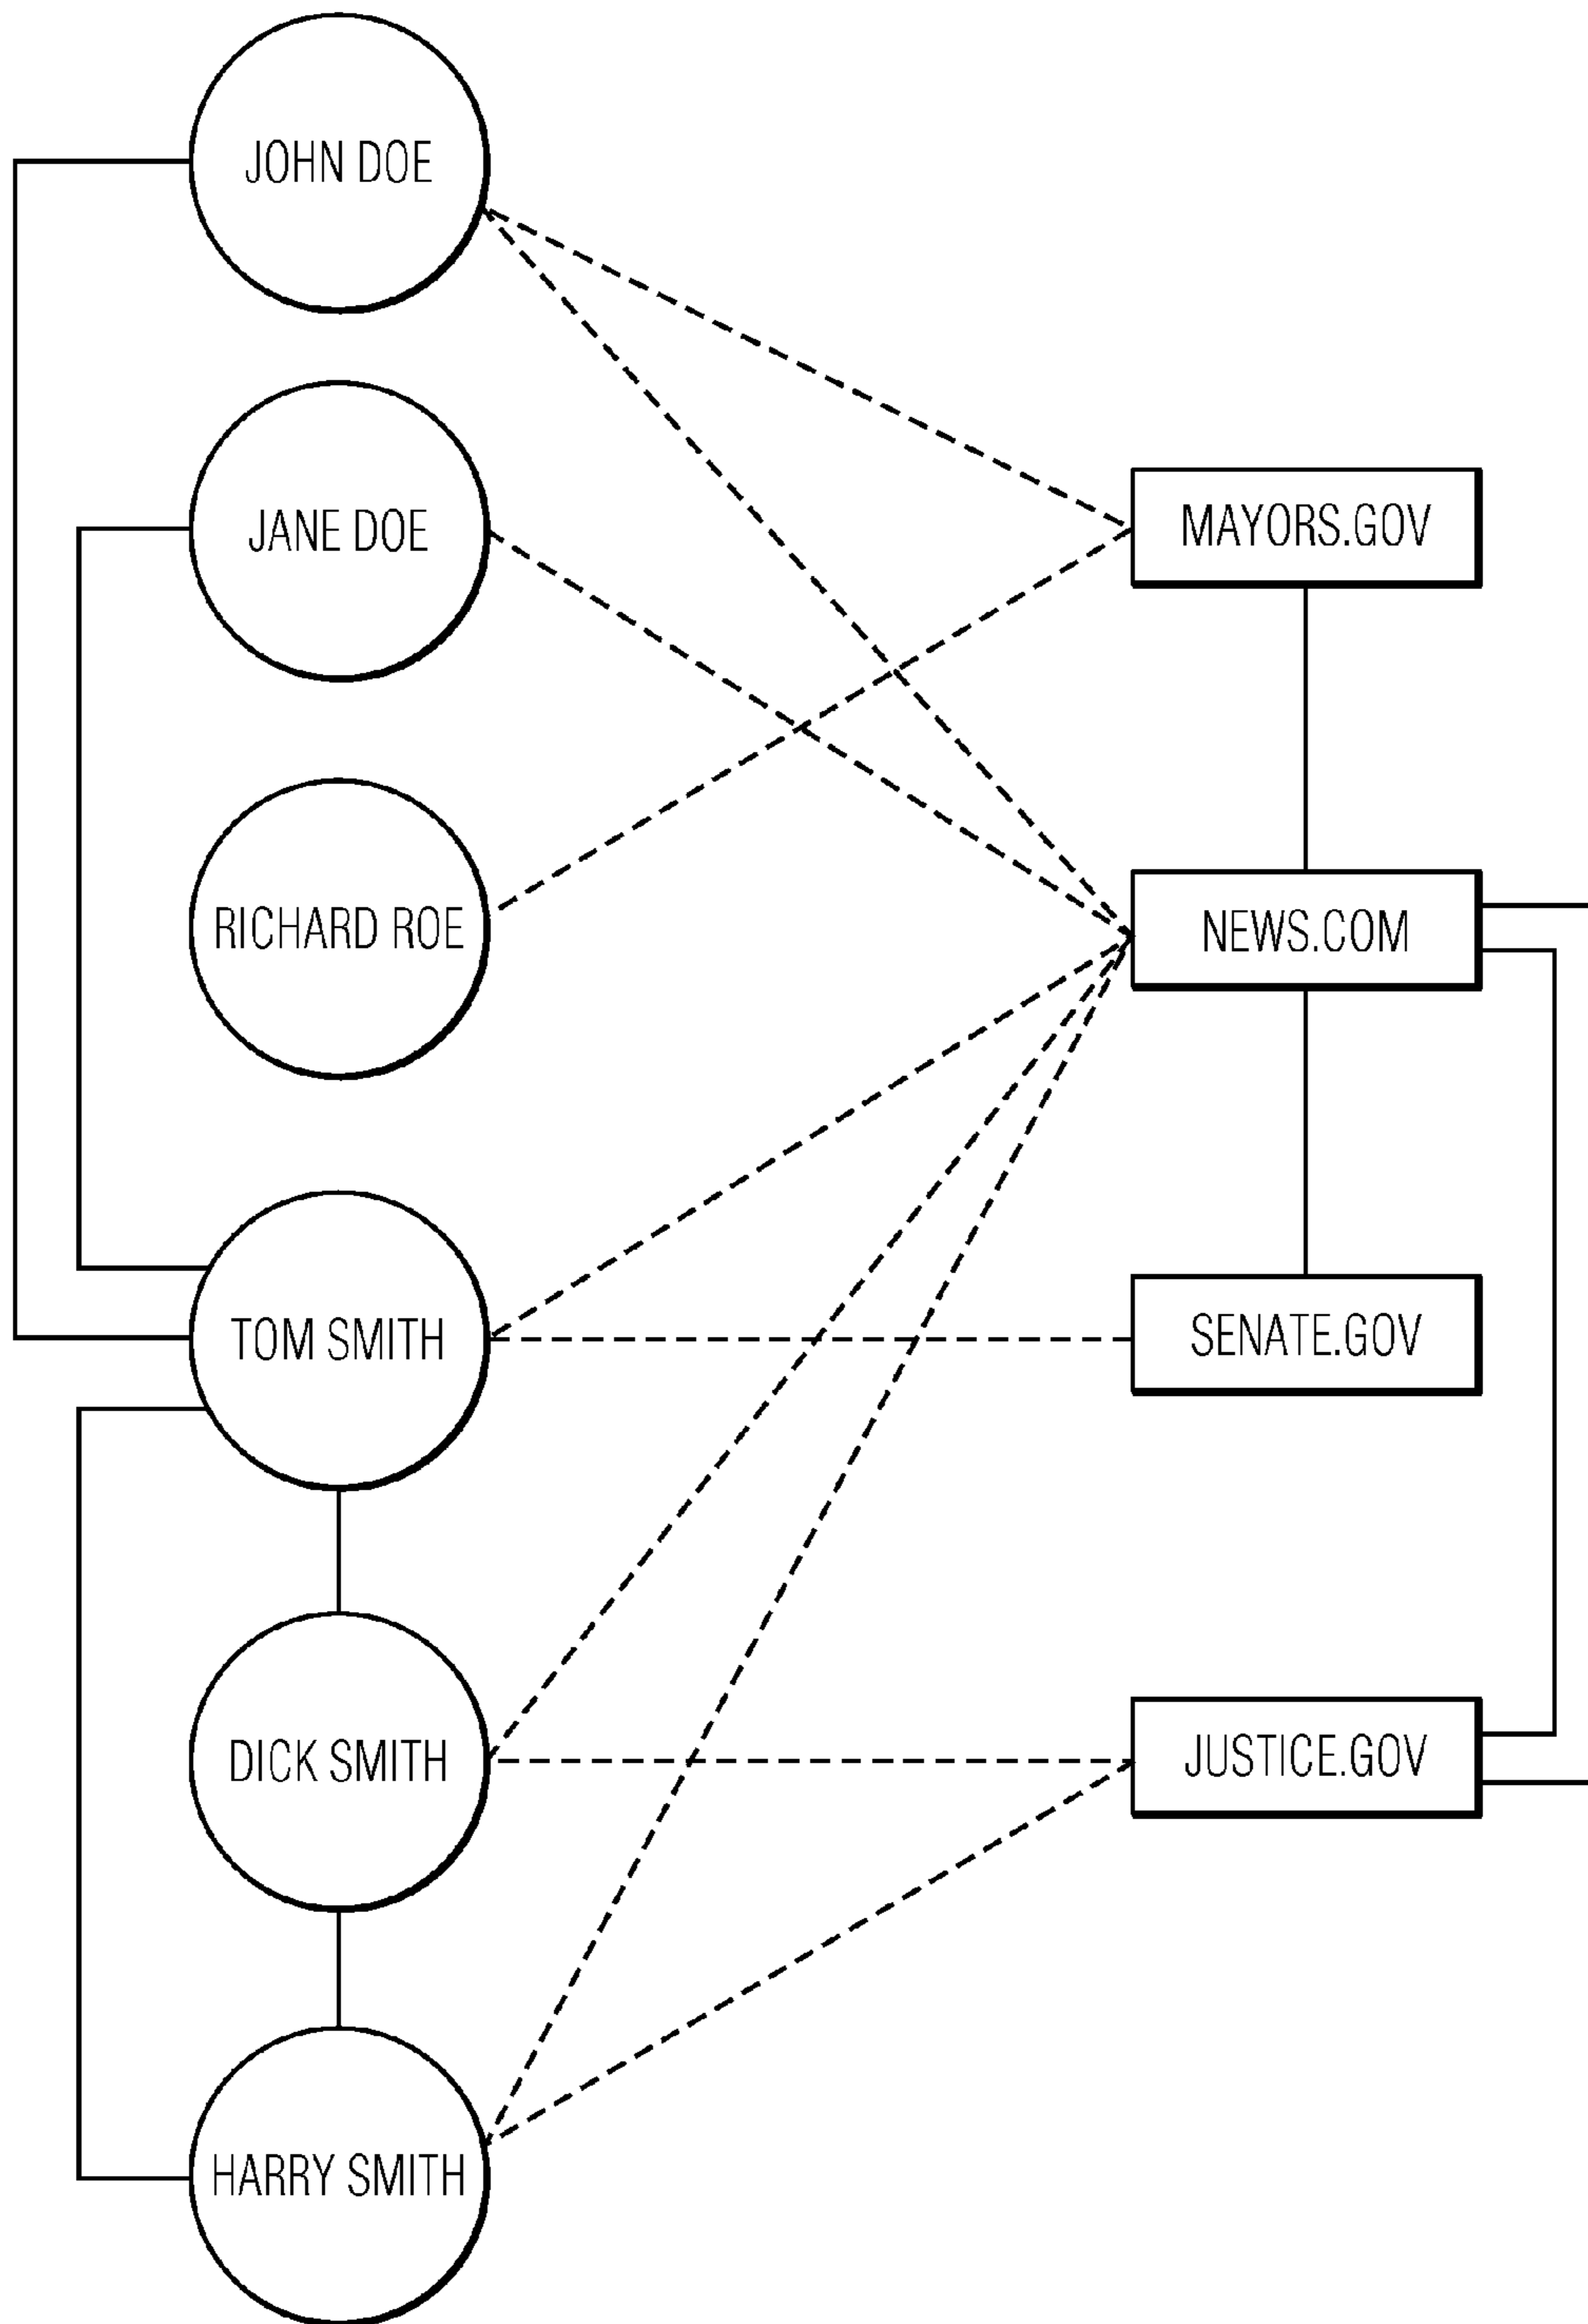 JOHN DOE
JANE DOE
MAYORS.GOV
RICHARD ROE
NEWS.COM
TOM SMITH
SENATE.GOV
DICK SMITH
JUSTICE.GOV
HARRY SMITH